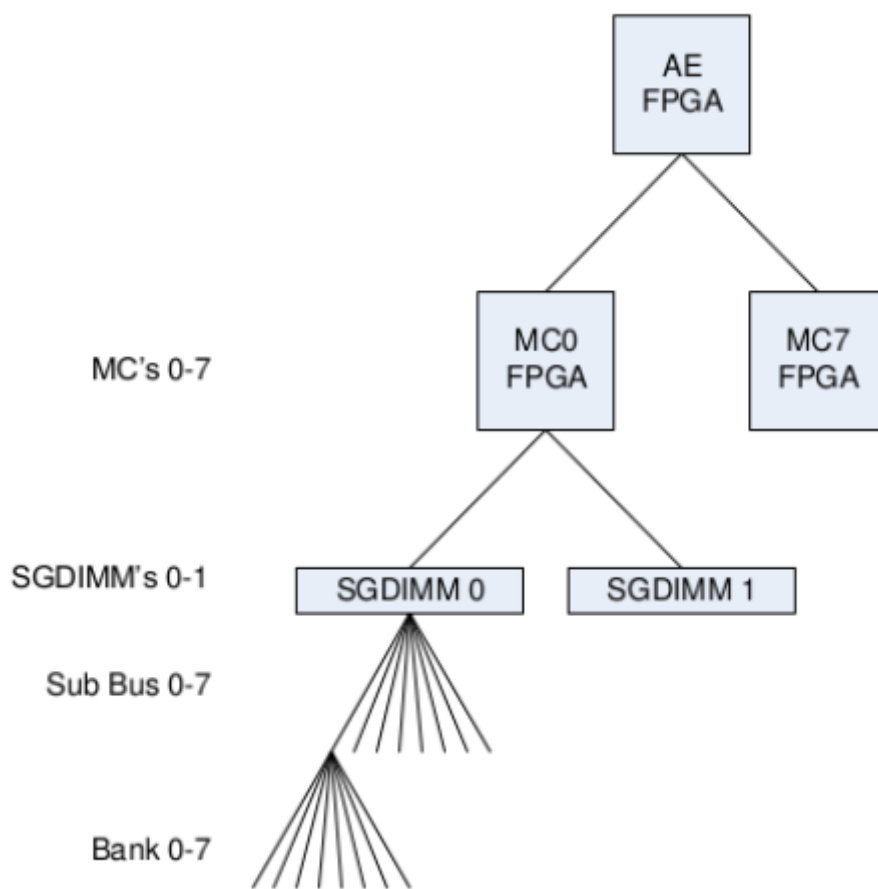 AE
FPGA
MC's 0-7
MC0
FPGA
MC7
FPGA
SGDIMM's 0-1
SGDIMM 0
SGDIMM 1
Sub Bus 0-7
Bank 0-7